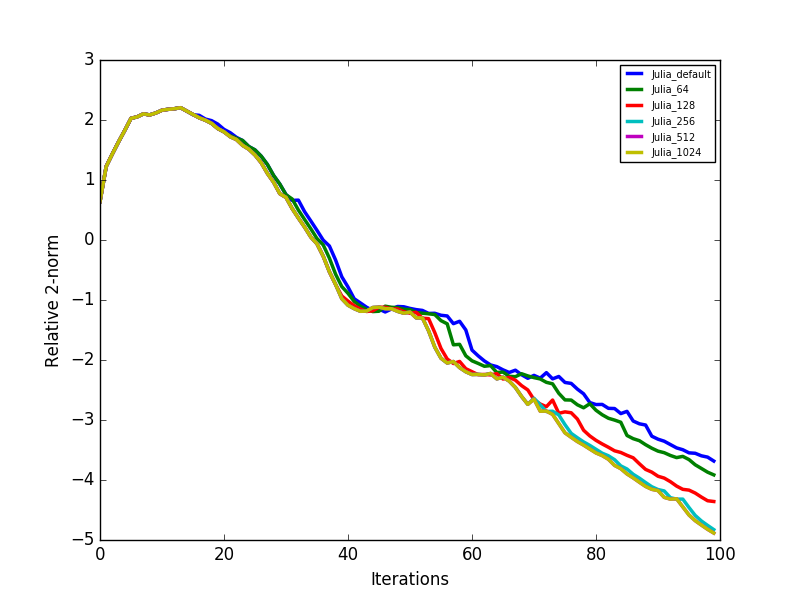 3
2
1
0
−1
−2
−3
−4
−5
0
20
40
60
80
100
Relative 2-norm
Iterations
Julia_default
Julia_64
Julia_128
Julia_256
Julia_512
Julia_1024